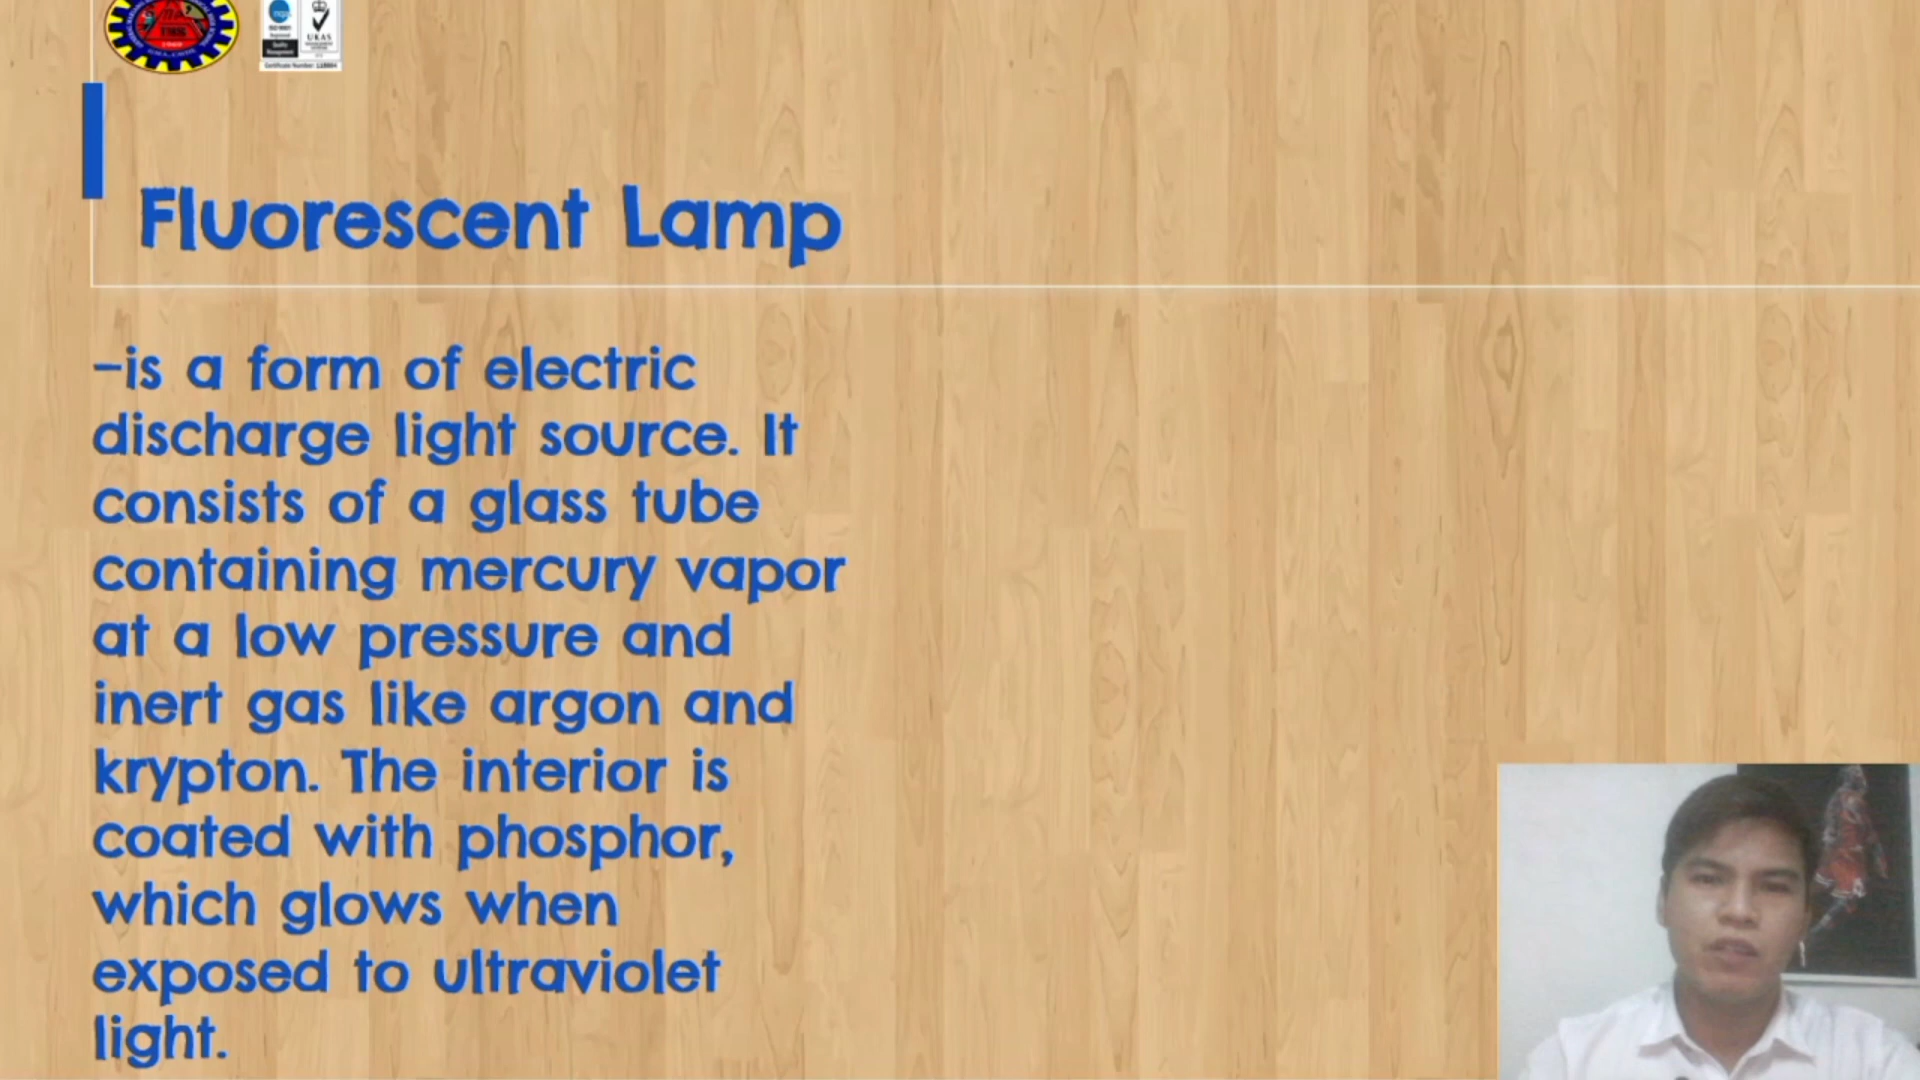 UKAS
Fluorescent Lamp
-is a form of electric
discharge light source. It
consists of a glass tube
containing mercury vapor
at a low pressure and
inert gas like argon and
krypton. The interior is
coated with phosphor,
which glows when
exposed to ultraviolet
light.